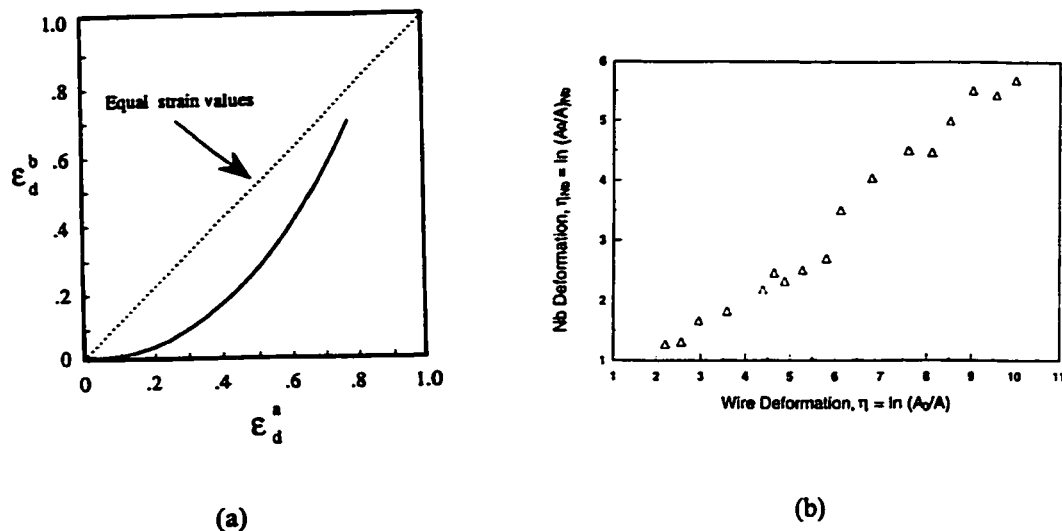 1.0
.8
.6
.4
.2
0
Equal strain values
ε_d^b
0 .2 .4 .6 .8 1.0
ε_d^a
(a)
6
5
4
3
2
1
Nb Deformation, η_Nb = ln (A₀/A)_Nb
1 2 3 4 5 6 7 8 9 10 11
Wire Deformation, η = ln (A₀/A)
(b)